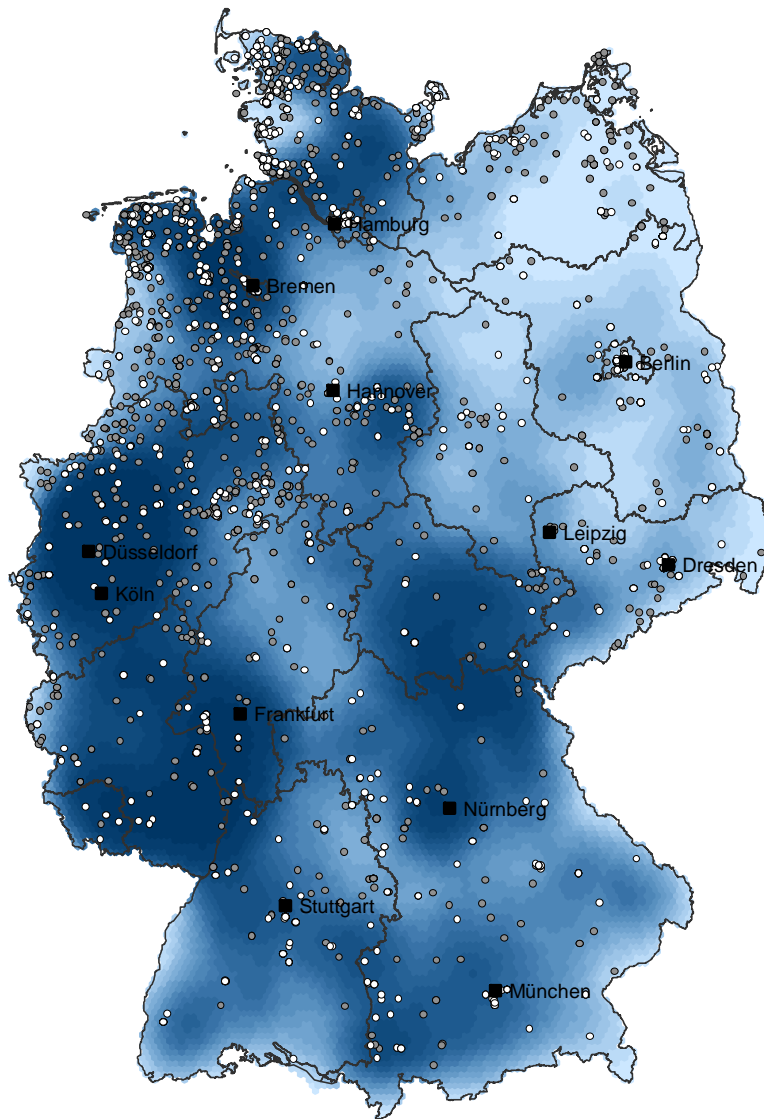 Hamburg
Bremen
Berlin
Hannover
Leipzig
Düsseldorf
Dresden
Köln
Frankfurt
Nürnberg
Stuttgart
München